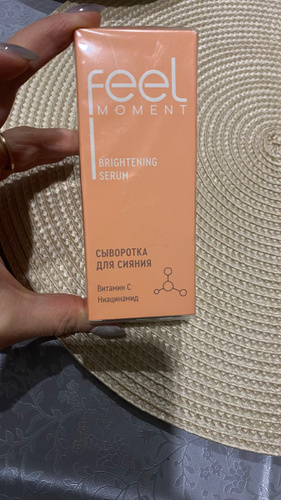 feel
MOMENT
BRIGHTENING
SERUM
СЫВОРОТКА
ДЛЯ СИЯНИЯ
Витамин С
Ниацинамид